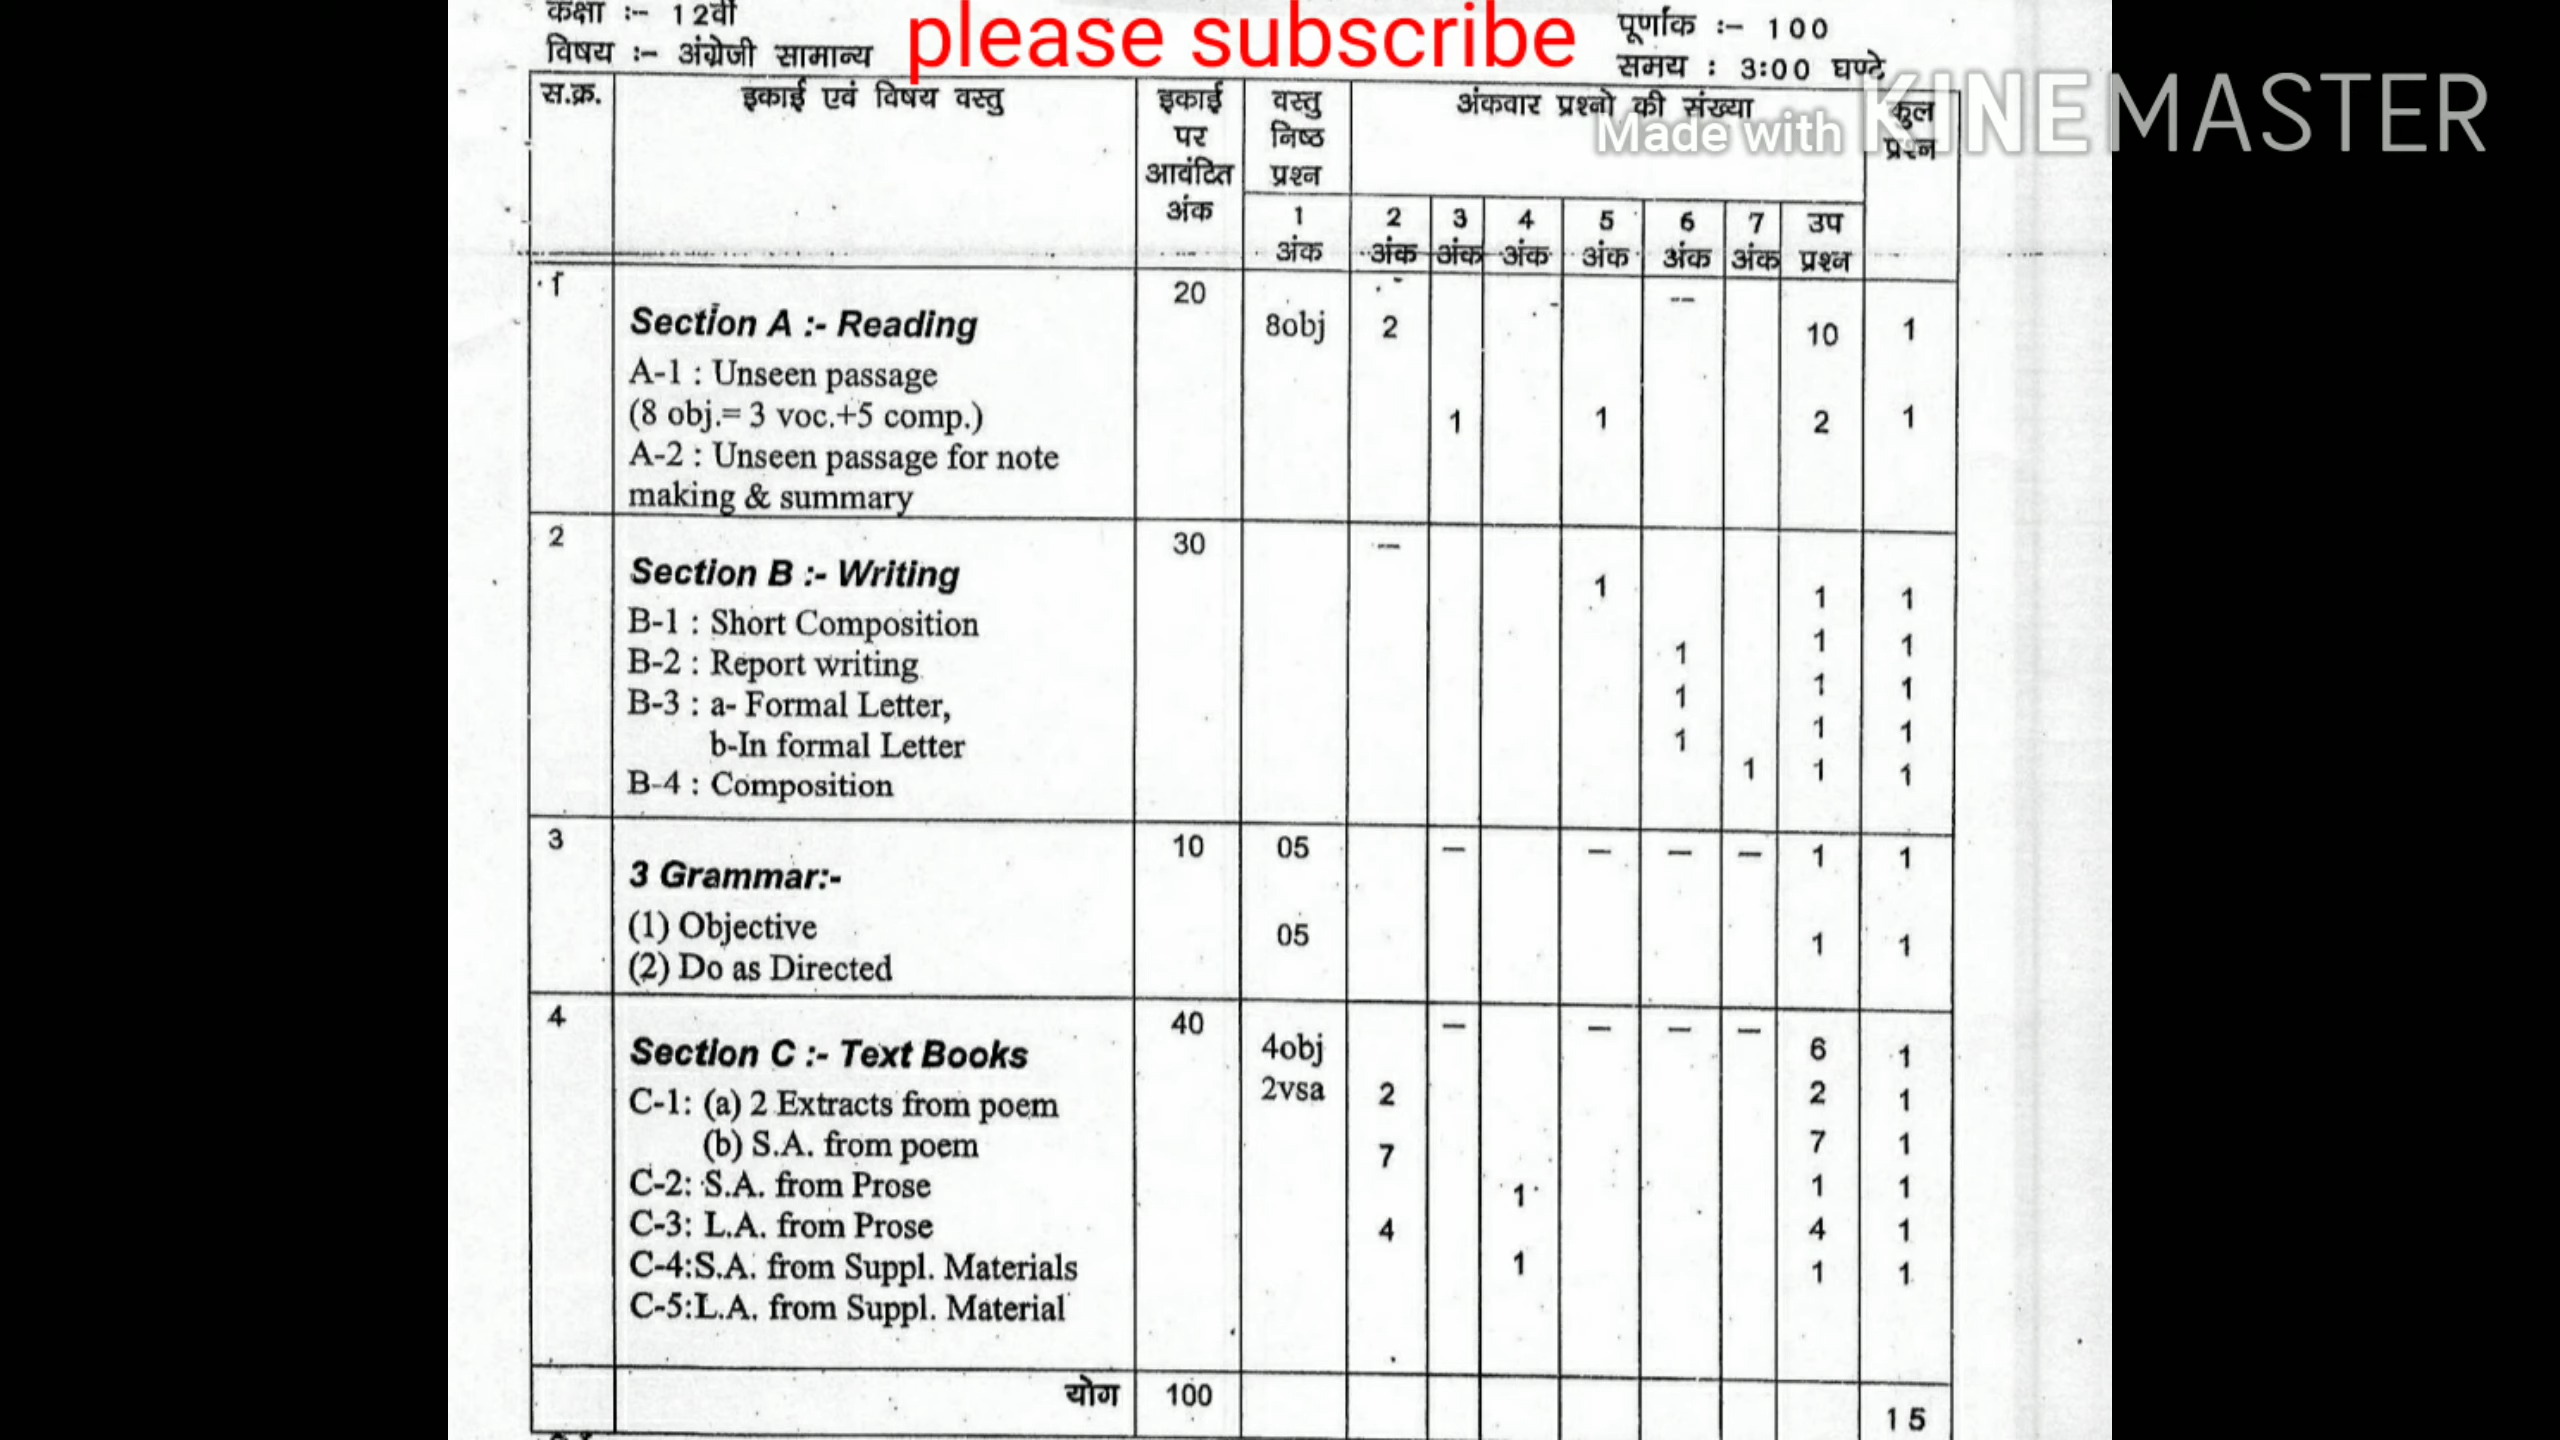 कक्षा :– 12वीं
please subscribe
पूर्णांक :– 100
विषय :– अंग्रेजी सामान्य
समय : 3:00 घण्टे
Made with KINEMASTER
स.क्र. इकाई एवं विषय वस्तु इकाई पर आवंटित अंक वस्तु निष्ठ प्रश्न अंकवार प्रश्नो की संख्या कुल प्रश्न
1 अंक 2 अंक 3 अंक 4 अंक 5 अंक 6 अंक 7 अंक उप प्रश्न
1 20 --
Section A :- Reading 8obj 2 10 1
A-1 : Unseen passage
(8 obj.= 3 voc.+5 comp.) 1 1 2 1
A-2 : Unseen passage for note
making & summary
2 30 --
Section B :- Writing 1 1 1
B-1 : Short Composition 1 1 1
B-2 : Report writing 1 1 1
B-3 : a- Formal Letter, 1 1 1
b-In formal Letter 1 1 1
B-4 : Composition
3 10 05 – – – – 1 1
3 Grammar:-
(1) Objective 05 1 1
(2) Do as Directed
4 40 – – – –
Section C :- Text Books 4obj 6 1
C-1: (a) 2 Extracts from poem 2vsa 2 2 1
(b) S.A. from poem 7 7 1
C-2: S.A. from Prose 1 1 1
C-3: L.A. from Prose 4 4 1
C-4:S.A. from Suppl. Materials 1 1 1
C-5:L.A. from Suppl. Material
योग 100 15